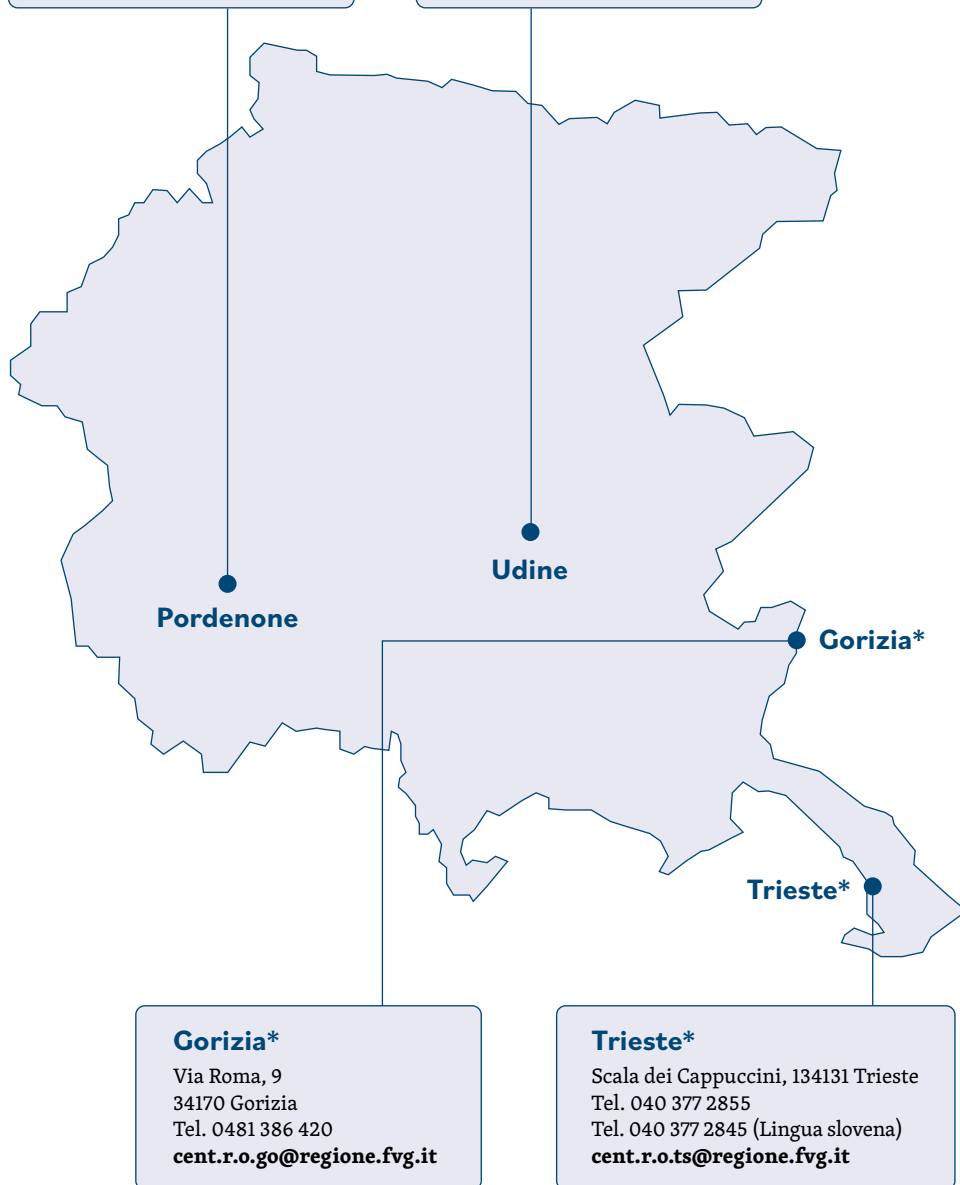 Udine
Pordenone
Gorizia*
Trieste*
Gorizia*
Via Roma, 9
34170 Gorizia
Tel. 0481 386 420
cent.r.o.go@regione.fvg.it
Trieste*
Scala dei Cappuccini, 134131 Trieste
Tel. 040 377 2855
Tel. 040 377 2845 (Lingua slovena)
cent.r.o.ts@regione.fvg.it